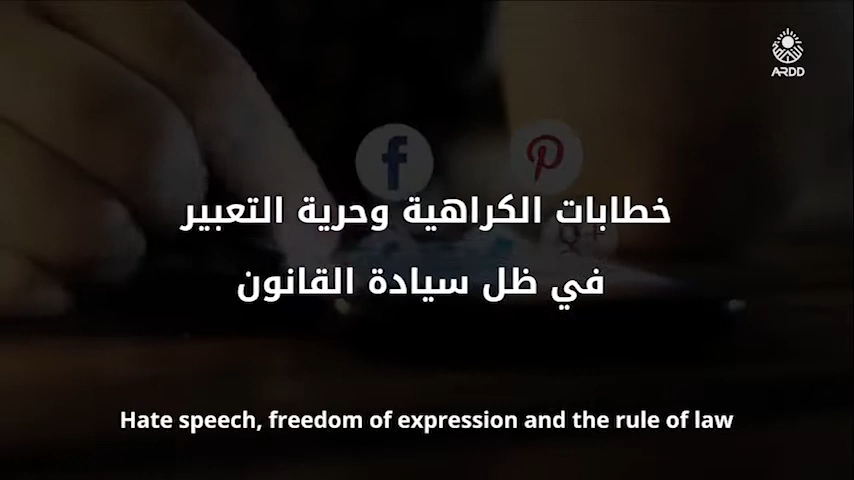 ARDD
خطابات الكراهية وحرية التعبير
في ظل سيادة القانون
Hate speech, freedom of expression and the rule of law